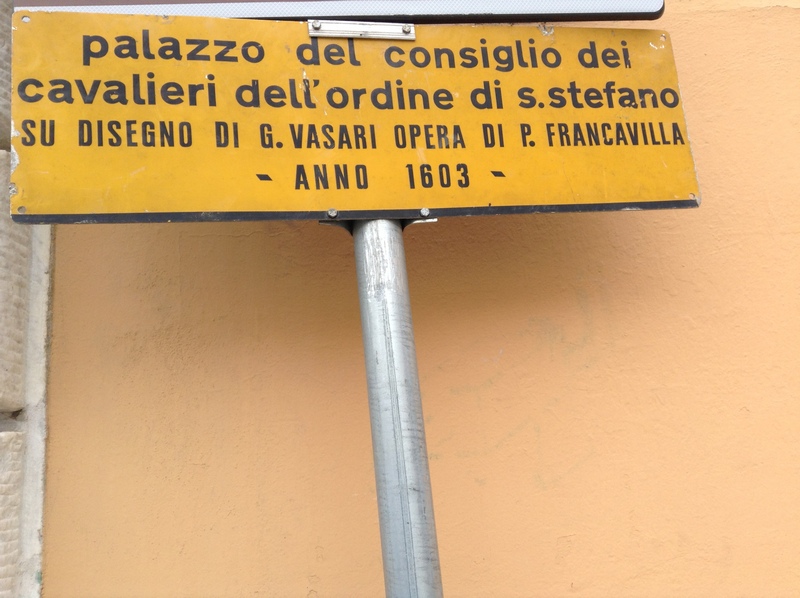 palazzo del consiglio dei
cavalieri dell'ordine di s.stefano
SU DISEGNO DI G. VASARI OPERA DI P. FRANCAVILLA
- ANNO 1603 -